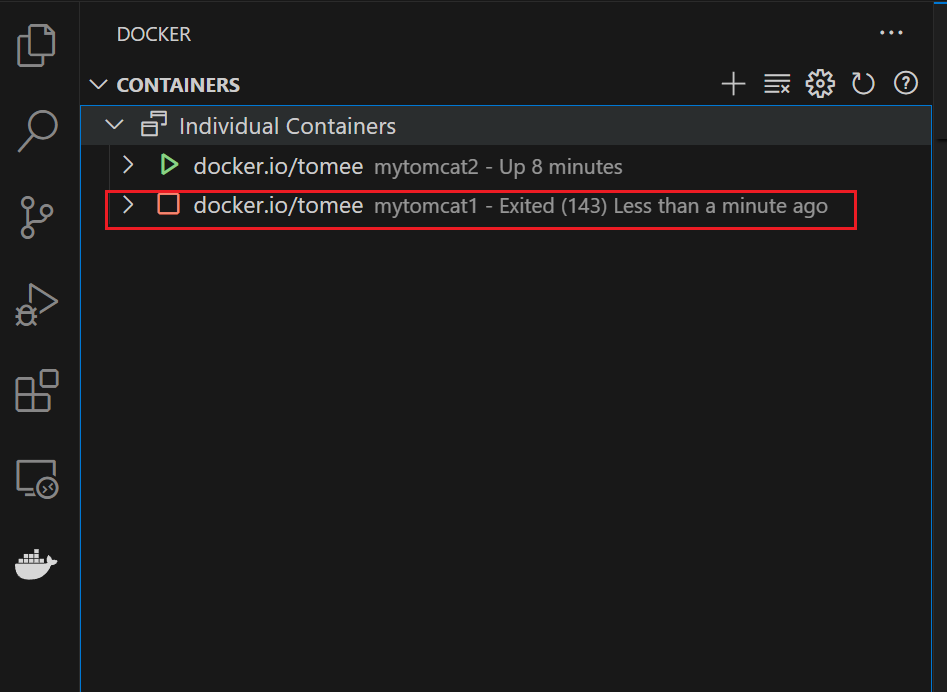 DOCKER
CONTAINERS
Individual Containers
docker.io/tomee mytomcat2 - Up 8 minutes
docker.io/tomee mytomcat1 - Exited (143) Less than a minute ago